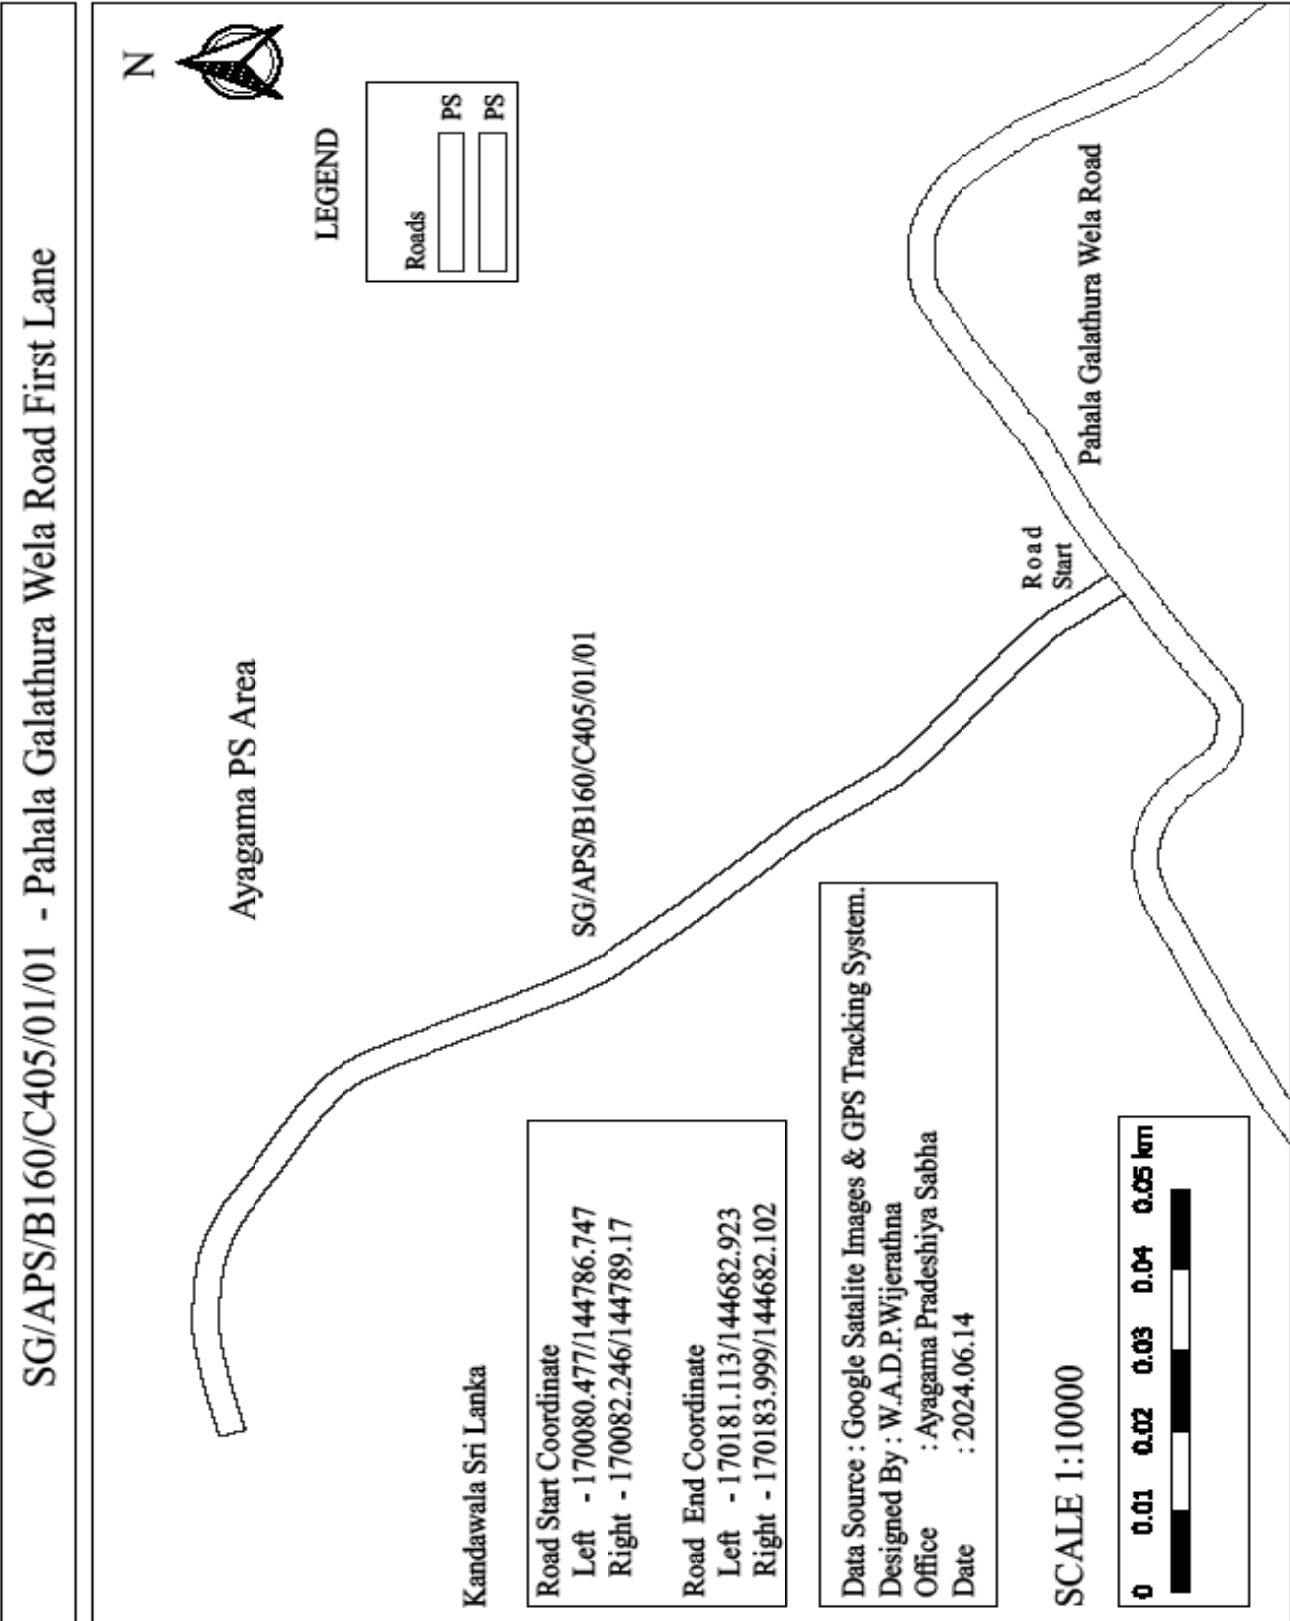 SG/APS/B160/C405/01/01 - Pahala Galathura Wela Road First Lane
N
Ayagama PS Area
LEGEND
Roads
PS
PS
SG/APS/B160/C405/01/01
Road
Start
Pahala Galathura Wela Road
Kandawala Sri Lanka
Road Start Coordinate
Left - 170080.477/144786.747
Right - 170082.246/144789.17
Road End Coordinate
Left - 170181.113/144682.923
Right - 170183.999/144682.102
Data Source : Google Satalite Images & GPS Tracking System.
Designed By : W.A.D.P.Wijerathna
Office : Ayagama Pradeshiya Sabha
Date : 2024.06.14
SCALE 1:10000
0 0.01 0.02 0.03 0.04 0.05 km